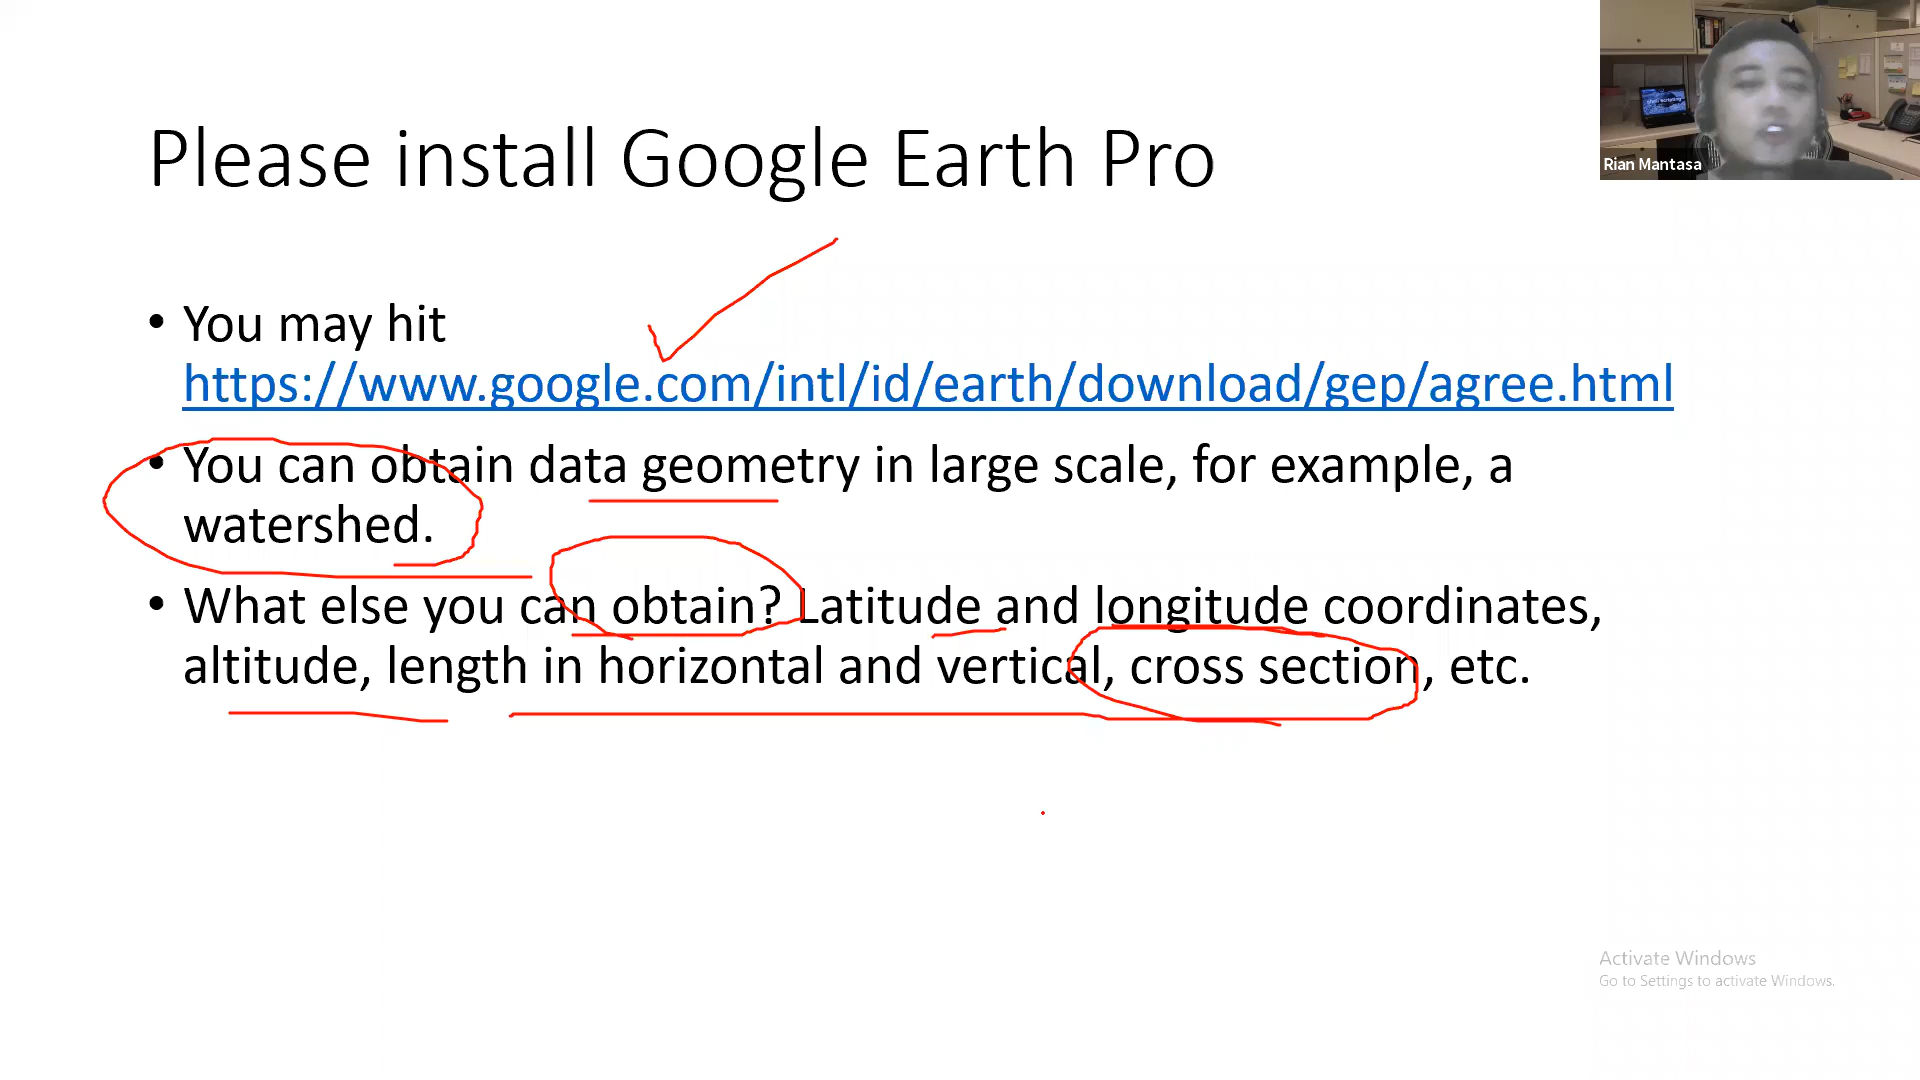 Please install Google Earth Pro
Rian Mantasa
• You may hit
https://www.google.com/intl/id/earth/download/gep/agree.html
• You can obtain data geometry in large scale, for example, a
watershed.
• What else you can obtain? Latitude and longitude coordinates,
altitude, length in horizontal and vertical, cross section, etc.
Activate Windows
Go to Settings to activate Windows.